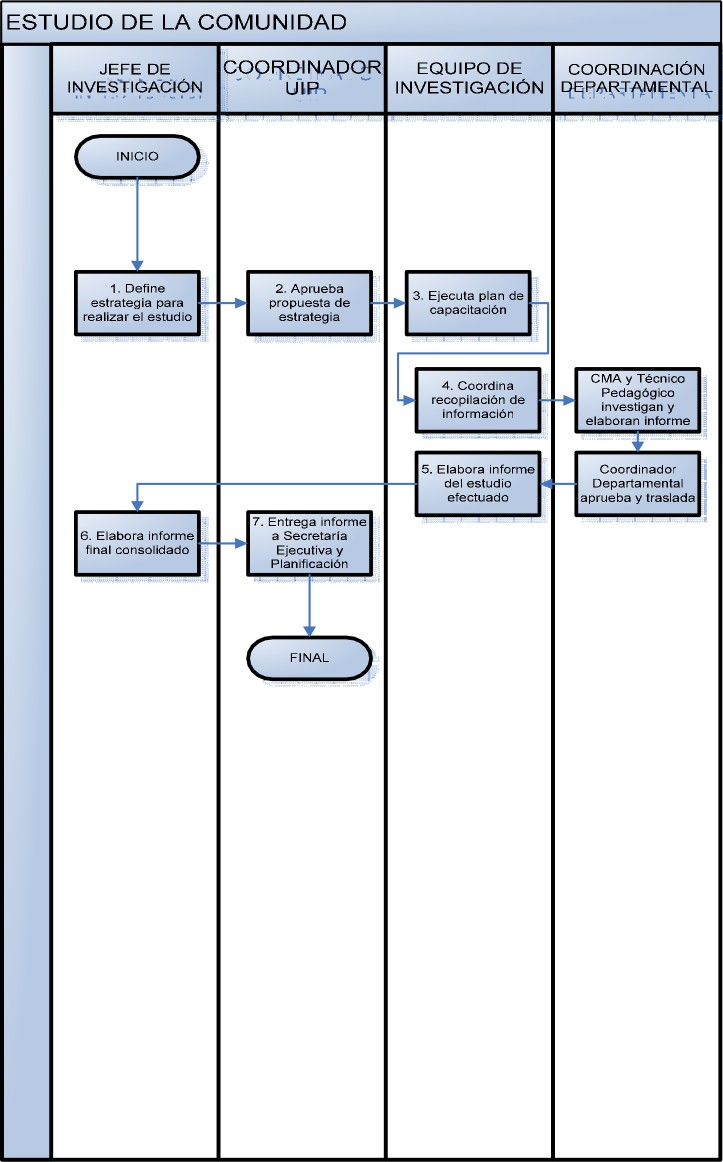 ESTUDIO DE LA COMUNIDAD
JEFE DE
INVESTIGACIÓN
COORDINADOR
UIP
EQUIPO DE
INVESTIGACIÓN
COORDINACIÓN
DEPARTAMENTAL
INICIO
1. Define
estrategia para
realizar el estudio
2. Aprueba
propuesta de
estrategia
3. Ejecuta plan de
capacitación
4. Coordina
recopilación de
información
CMA y Técnico
Pedagógico
investigan y
elaboran informe
Coordinador
Departamental
aprueba y traslada
5. Elabora informe
del estudio
efectuado
6. Elabora informe
final consolidado
7. Entrega informe
a Secretaría
Ejecutiva y
Planificación
FINAL